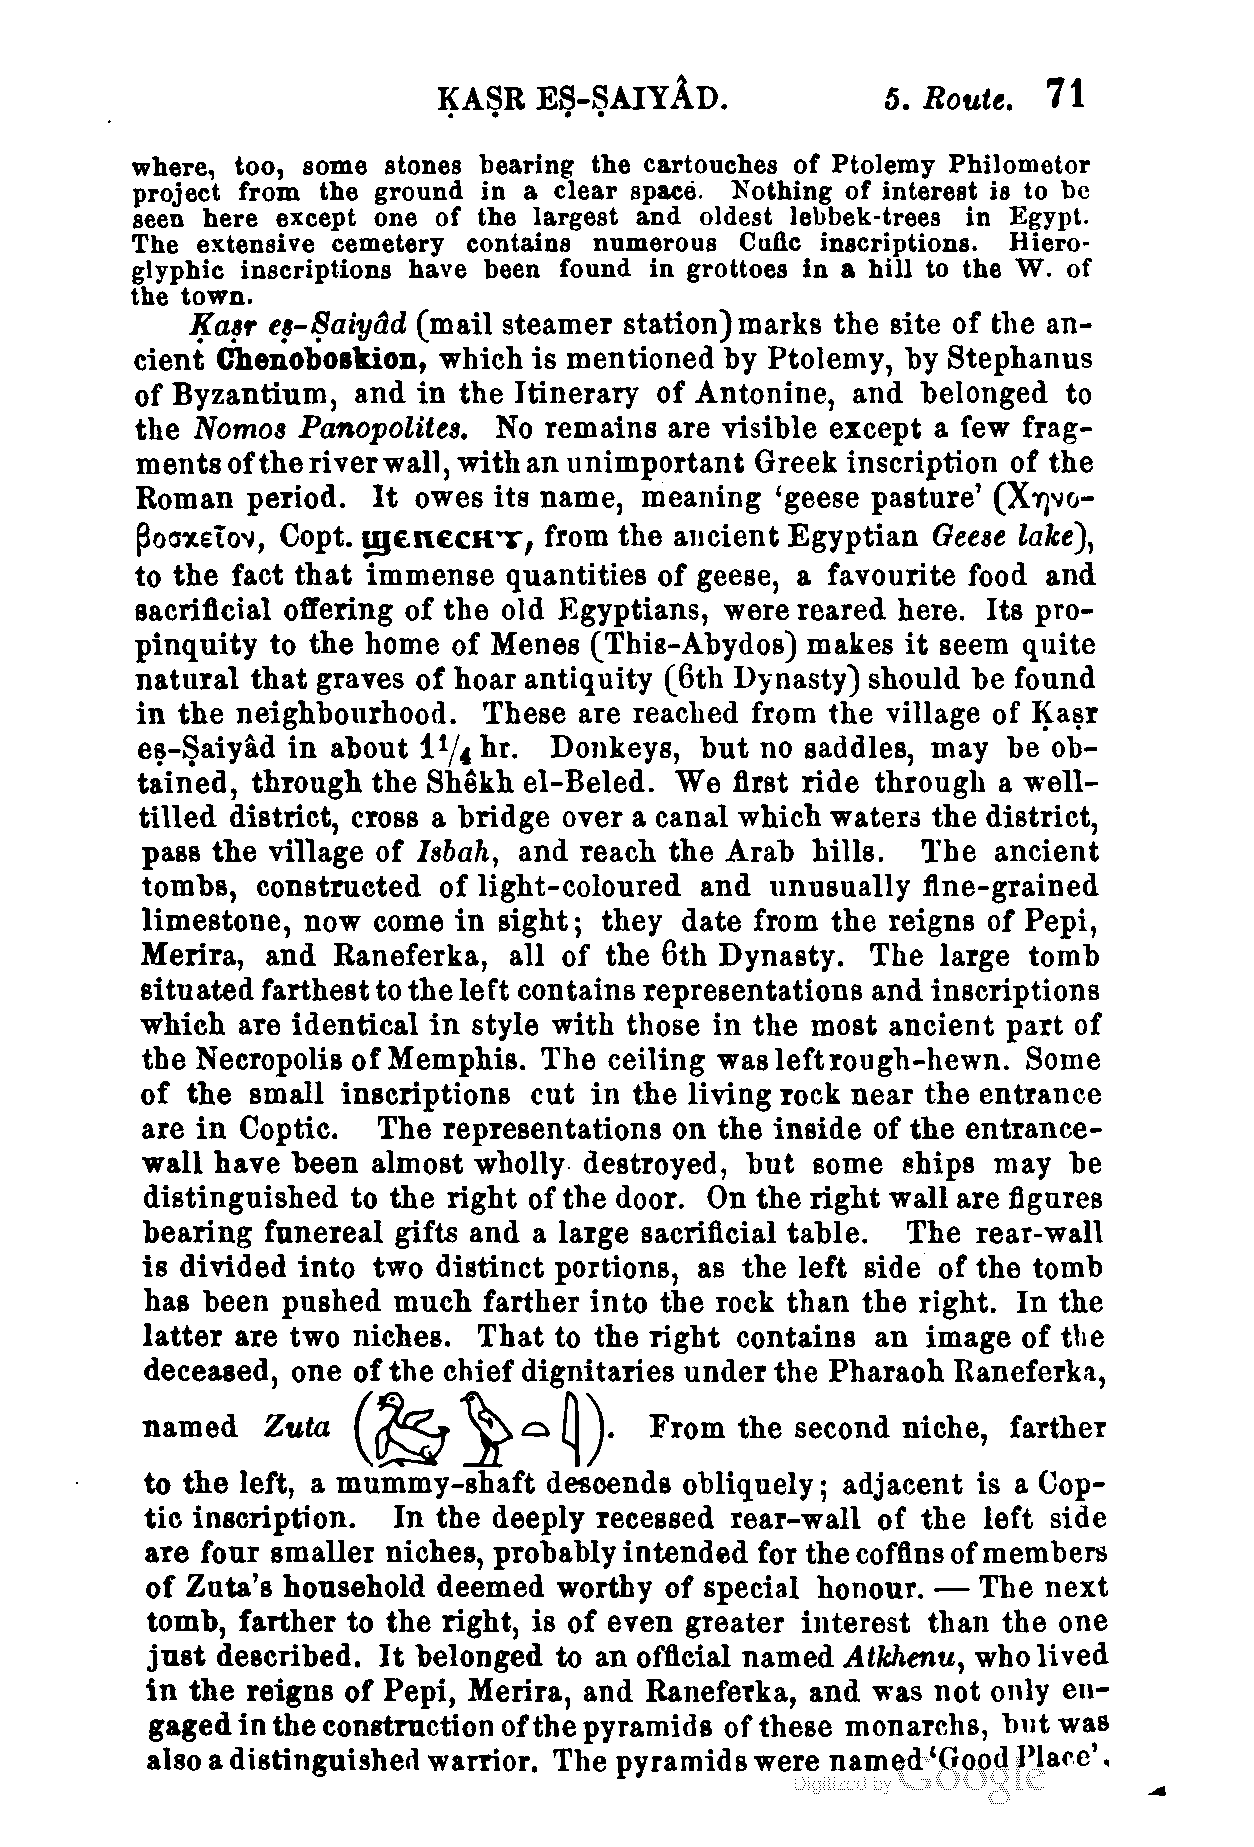 ḲAṢR EṢ-ṢAIYÂD. 5. Route. 71
where, too, some stones bearing the cartouches of Ptolemy Philometor
project from the ground in a clear space. Nothing of interest is to be
seen here except one of the largest and oldest lebbek-trees in Egypt.
The extensive cemetery contains numerous Cufic inscriptions. Hiero-
glyphic inscriptions have been found in grottoes in a hill to the W. of
the town.
Ḳaṣr eṣ-Ṣaiyâd (mail steamer station) marks the site of the an-
cient Chenoboskion, which is mentioned by Ptolemy, by Stephanus
of Byzantium, and in the Itinerary of Antonine, and belonged to
the Nomos Panopolites. No remains are visible except a few frag-
ments of the river wall, with an unimportant Greek inscription of the
Roman period. It owes its name, meaning ‘geese pasture’ (Χηνο-
βοσκεῖον, Copt. ϣⲉⲛⲉⲥⲏⲧ, from the ancient Egyptian Geese lake),
to the fact that immense quantities of geese, a favourite food and
sacrificial offering of the old Egyptians, were reared here. Its pro-
pinquity to the home of Menes (This-Abydos) makes it seem quite
natural that graves of hoar antiquity (6th Dynasty) should be found
in the neighbourhood. These are reached from the village of Ḳaṣr
eṣ-Ṣaiyâd in about 1¹/₄ hr. Donkeys, but no saddles, may be ob-
tained, through the Shêkh el-Beled. We first ride through a well-
tilled district, cross a bridge over a canal which waters the district,
pass the village of Isbah, and reach the Arab hills. The ancient
tombs, constructed of light-coloured and unusually fine-grained
limestone, now come in sight; they date from the reigns of Pepi,
Merira, and Raneferka, all of the 6th Dynasty. The large tomb
situated farthest to the left contains representations and inscriptions
which are identical in style with those in the most ancient part of
the Necropolis of Memphis. The ceiling was left rough-hewn. Some
of the small inscriptions cut in the living rock near the entrance
are in Coptic. The representations on the inside of the entrance-
wall have been almost wholly destroyed, but some ships may be
distinguished to the right of the door. On the right wall are figures
bearing funereal gifts and a large sacrificial table. The rear-wall
is divided into two distinct portions, as the left side of the tomb
has been pushed much farther into the rock than the right. In the
latter are two niches. That to the right contains an image of the
deceased, one of the chief dignitaries under the Pharaoh Raneferka,
named Zuta (𓅷𓅱𓏏𓇋). From the second niche, farther
to the left, a mummy-shaft descends obliquely; adjacent is a Cop-
tic inscription. In the deeply recessed rear-wall of the left side
are four smaller niches, probably intended for the coffins of members
of Zuta’s household deemed worthy of special honour. — The next
tomb, farther to the right, is of even greater interest than the one
just described. It belonged to an official named Atkhenu, who lived
in the reigns of Pepi, Merira, and Raneferka, and was not only en-
gaged in the construction of the pyramids of these monarchs, but was
also a distinguished warrior. The pyramids were named ‘Good Place’.
Digitized by Google